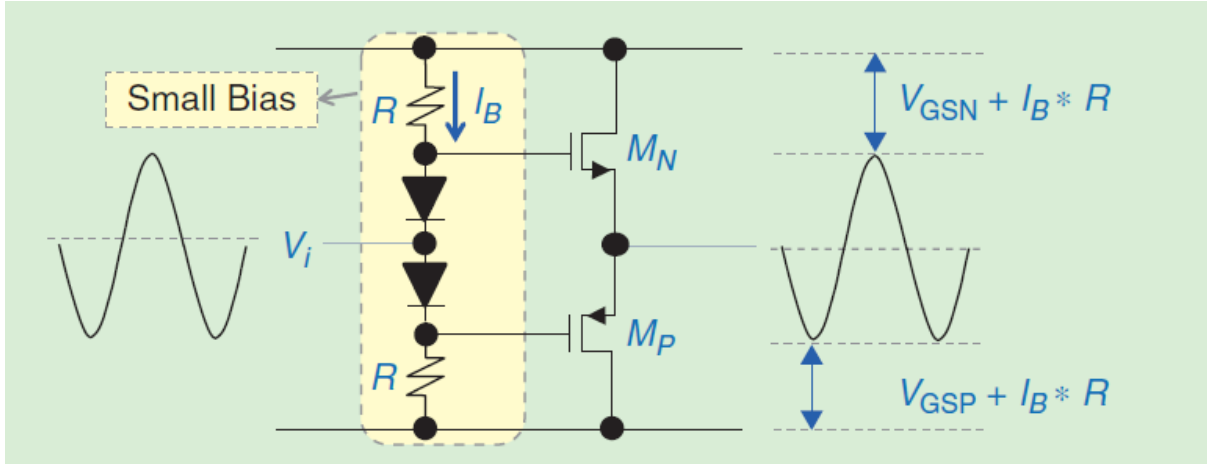 Small Bias
R
I_B
M_N
V_i
M_P
R
V_GSN + I_B * R
V_GSP + I_B * R